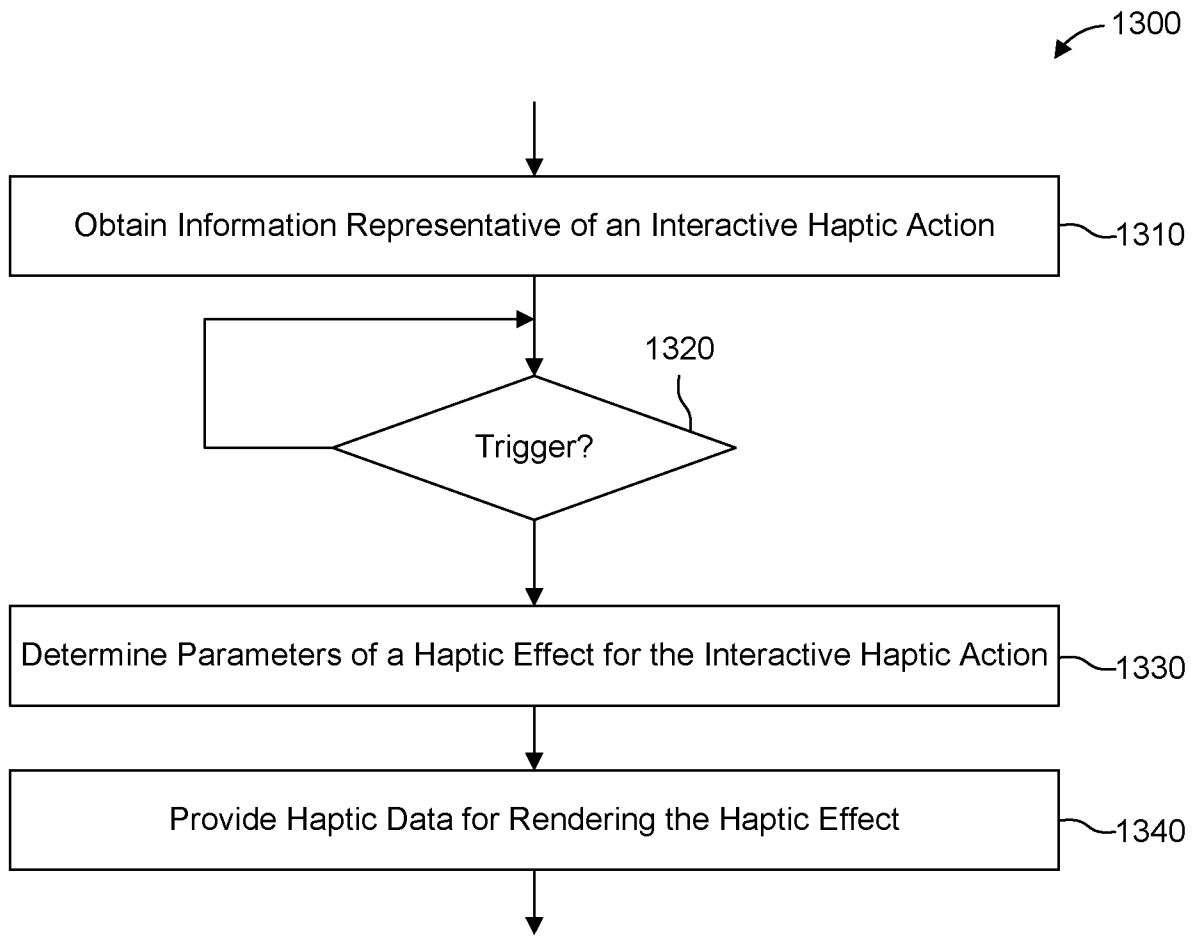 1300
Obtain Information Representative of an Interactive Haptic Action
1310
1320
Trigger?
Determine Parameters of a Haptic Effect for the Interactive Haptic Action
1330
Provide Haptic Data for Rendering the Haptic Effect
1340